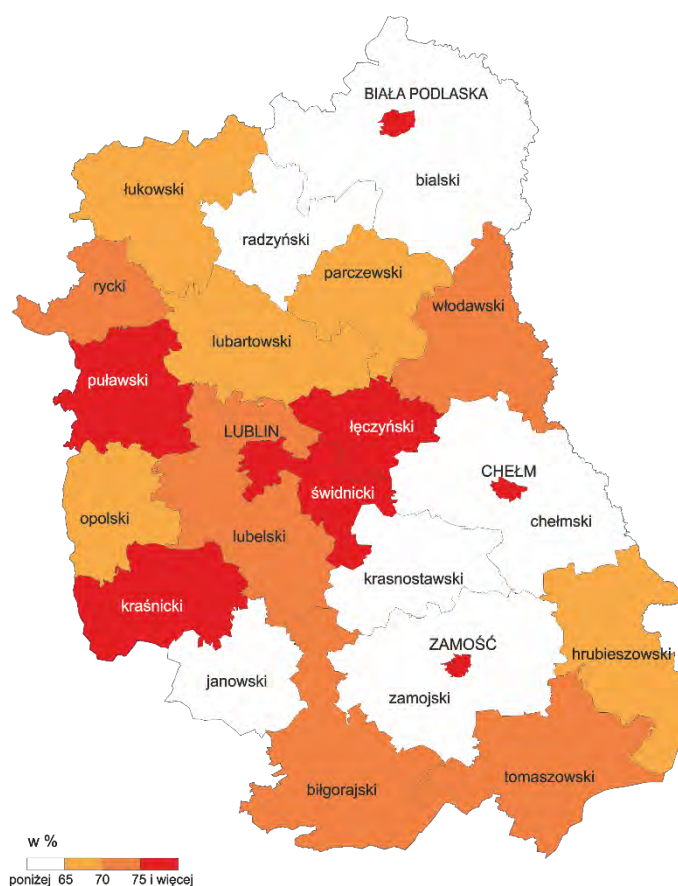 BIAŁA PODLASKA
bialski
łukowski
radzyński
parczewski
rycki
włodawski
lubartowski
puławski
LUBLIN
łęczyński
CHEŁM
świdnicki
opolski
chełmski
lubelski
krasnostawski
kraśnicki
ZAMOŚĆ
hrubieszowski
janowski
zamojski
tomaszowski
biłgorajski
w %
poniżej 65 70 75 i więcej